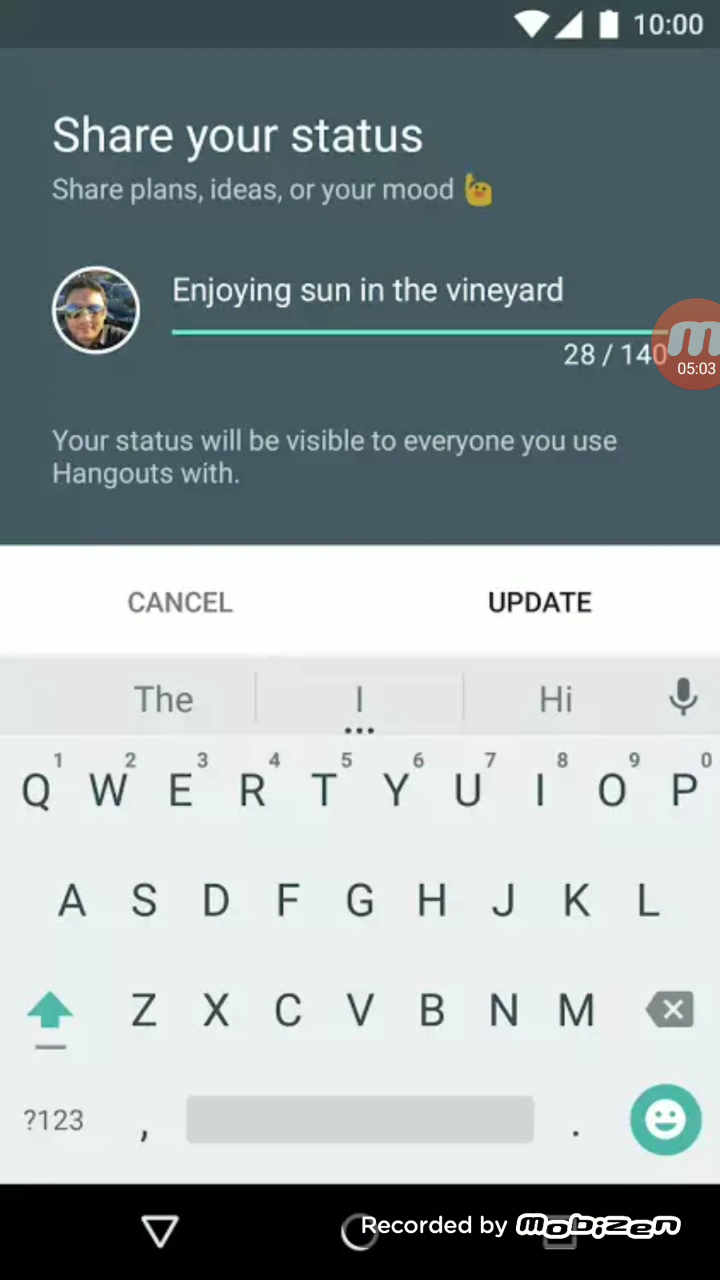 10:00
Share your status
Share plans, ideas, or your mood
Enjoying sun in the vineyard
28 / 140
05:03
Your status will be visible to everyone you use
Hangouts with.
CANCEL UPDATE
The I Hi
1 2 3 4 5 6 7 8 9 0
Q W E R T Y U I O P
A S D F G H J K L
Z X C V B N M
?123 , .
Recorded by Mobizen